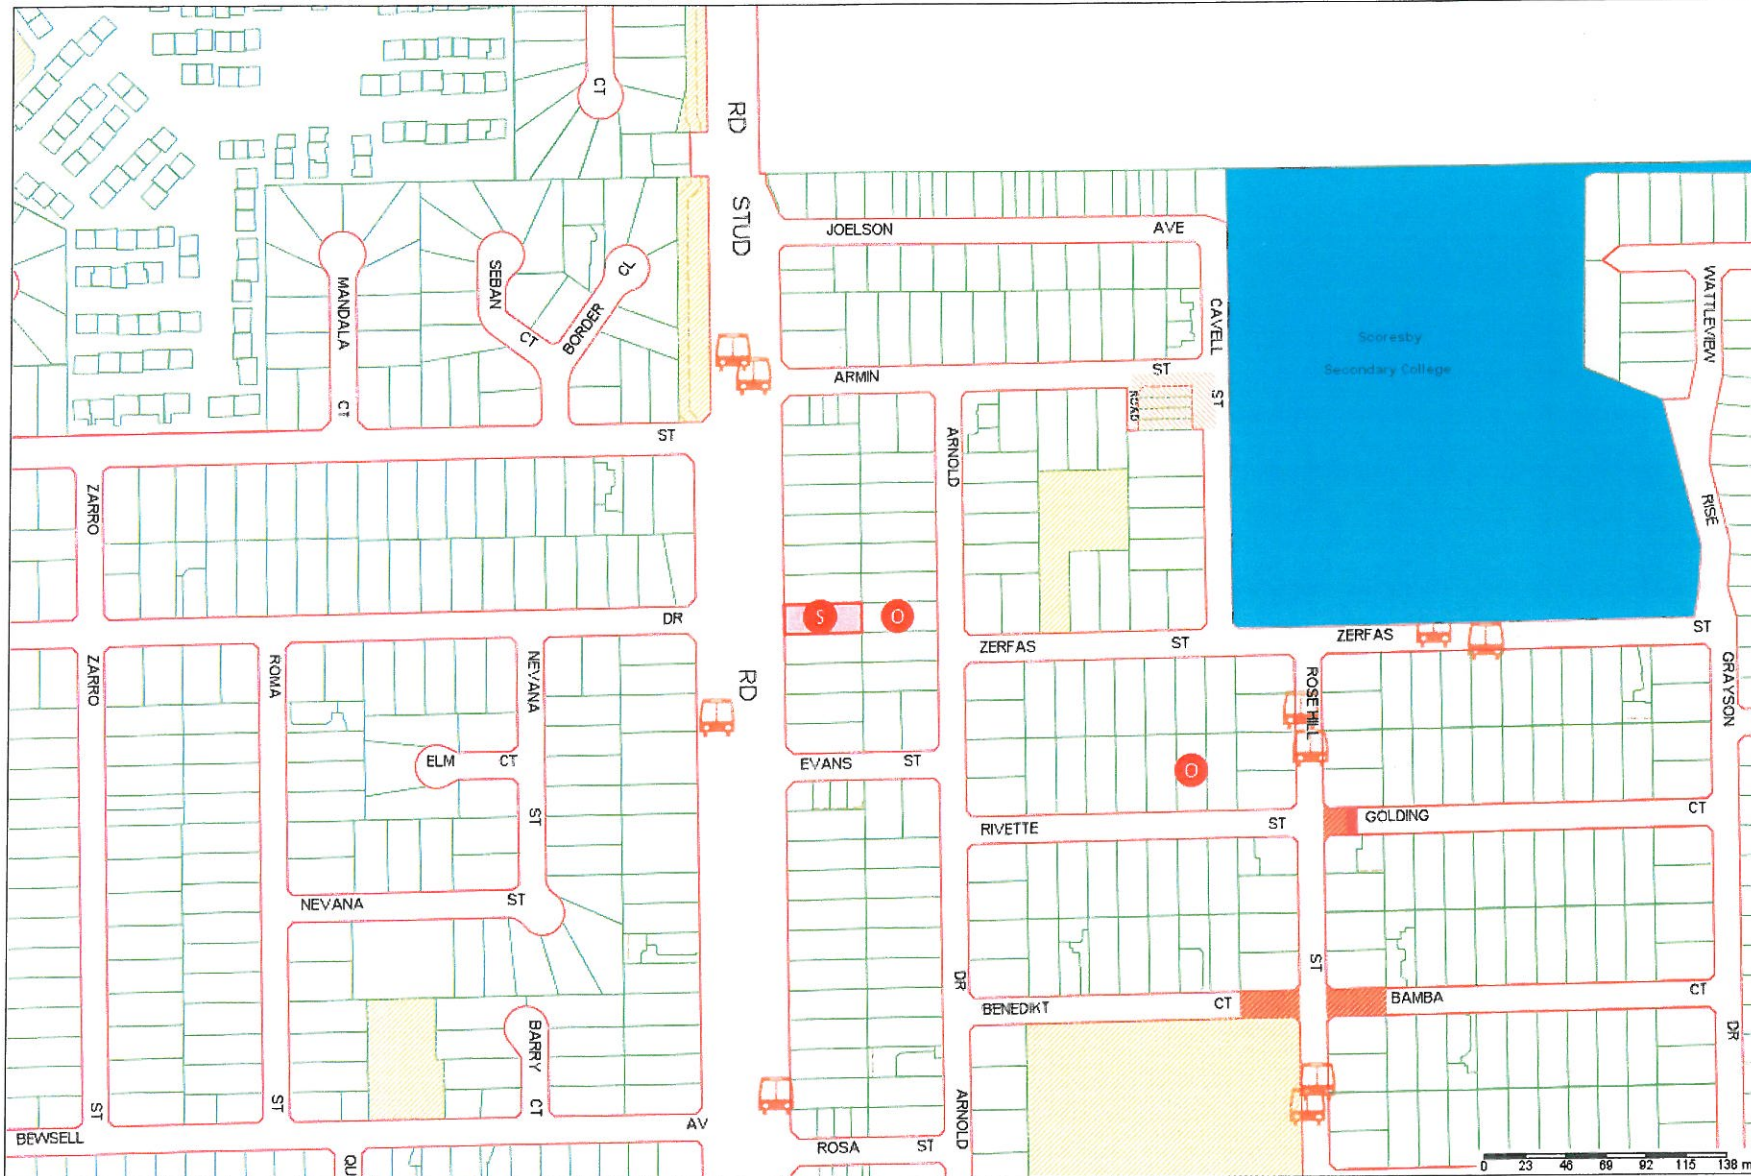 CT
RD
STUD
JOELSON AVE
MANDALA
CT
SEBAN
CT
BORDER
CT
CAVELL
ST
WATTLEVIEW
RISE
Scoresby
Secondary College
ARMIN ST
ROAD
ST
ARNOLD
ZARRO
DR
S
O
ZERFAS ST
ZERFAS ST
ZARRO
ROMA
NEVANA
RD
ROSEHILL
GRAYSON
ELM CT
EVANS ST
O
ST
RIVETTE ST
GOLDING CT
NEVANA ST
DR
ST
BENEDIKT CT
BAMBA CT
BARRY
CT
DR
ST
ST
BEWSELL AV
ARNOLD
ROSA ST
QU
0 23 46 69 92 115 138 m